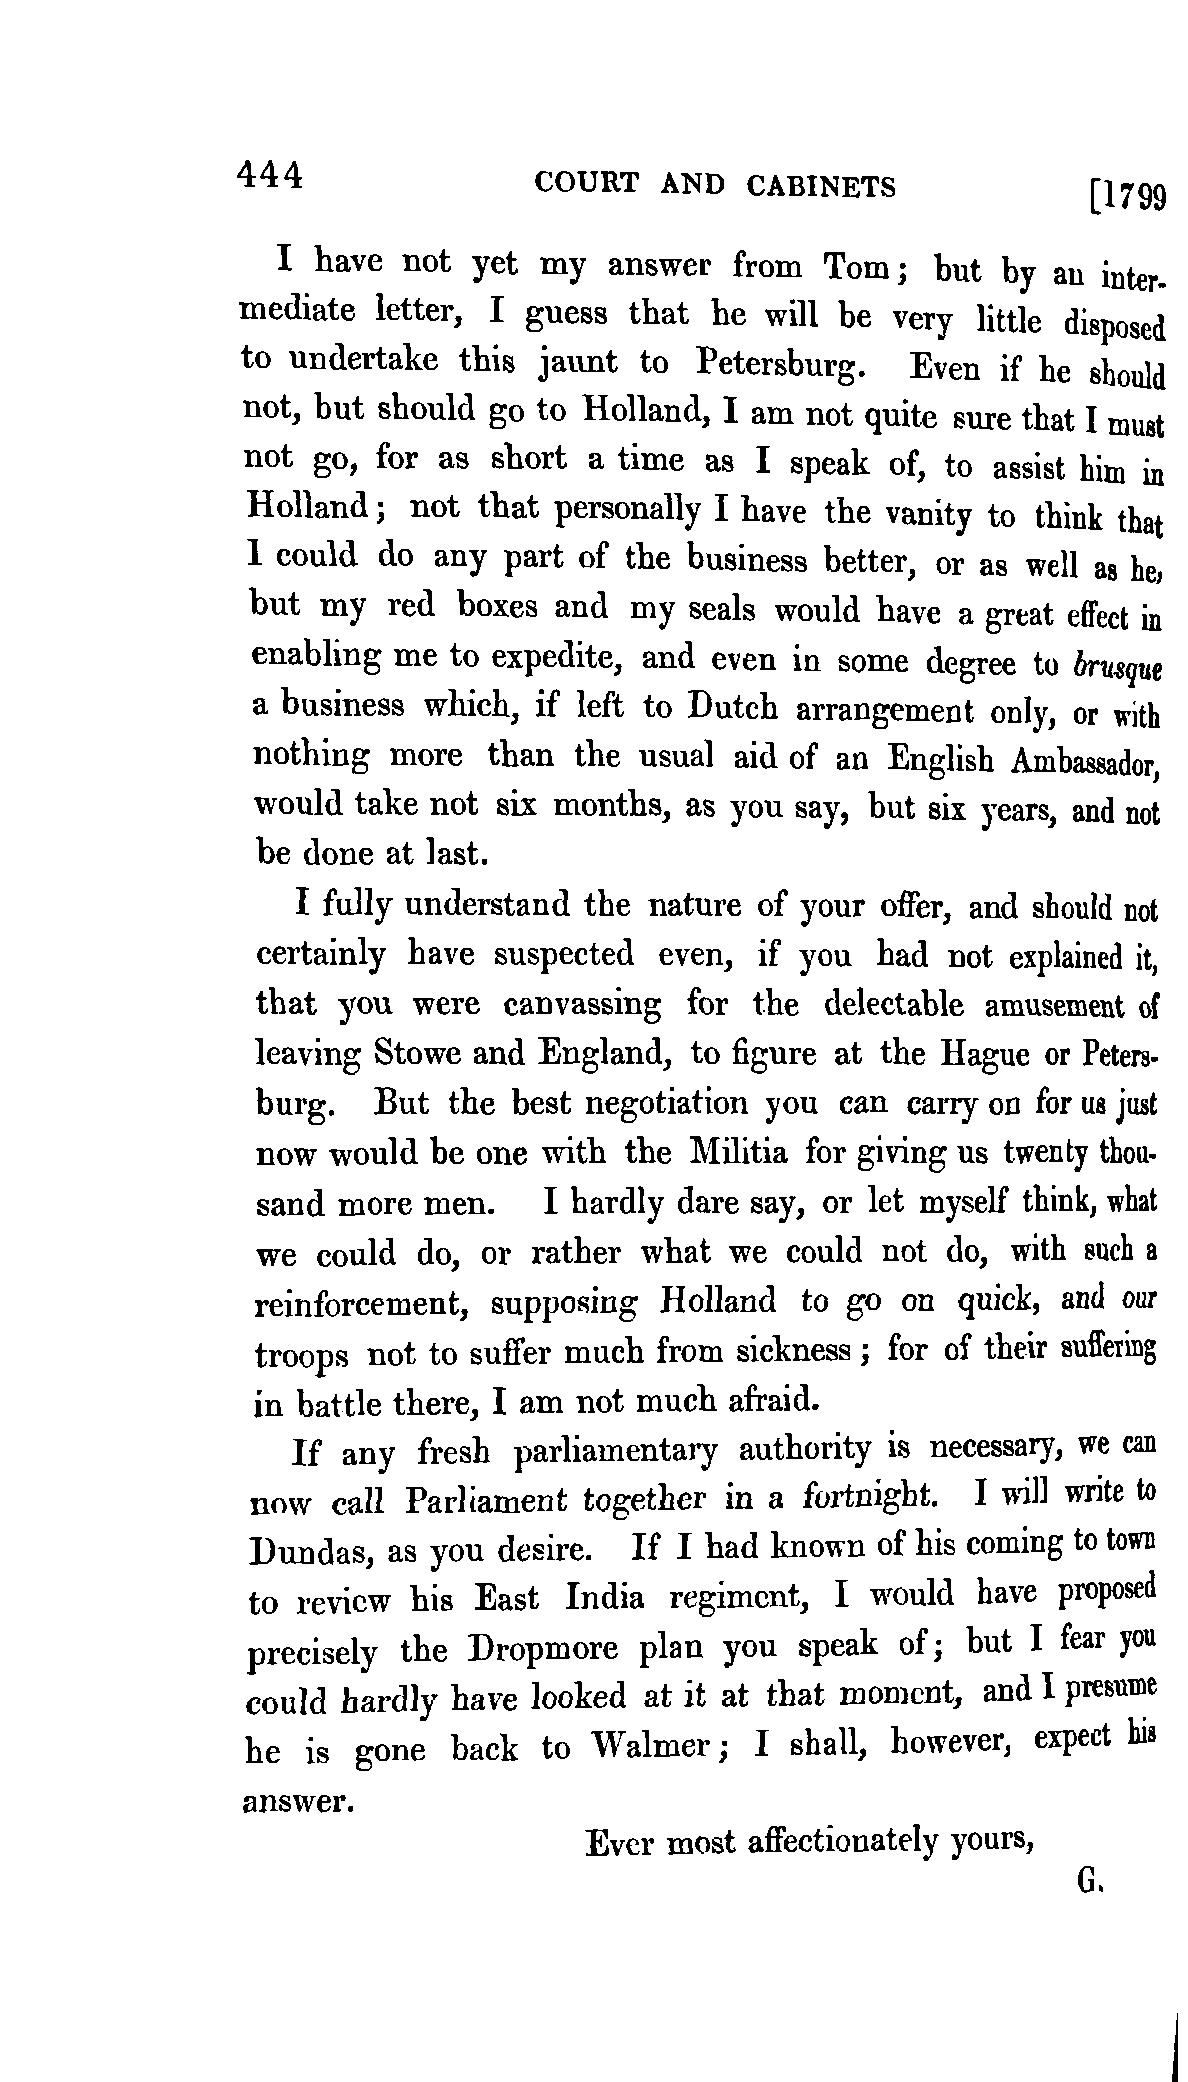 444 COURT AND CABINETS [1799
I have not yet my answer from Tom; but by an inter-
mediate letter, I guess that he will be very little disposed
to undertake this jaunt to Petersburg. Even if he should
not, but should go to Holland, I am not quite sure that I must
not go, for as short a time as I speak of, to assist him in
Holland; not that personally I have the vanity to think that
I could do any part of the business better, or as well as he,
but my red boxes and my seals would have a great effect in
enabling me to expedite, and even in some degree to brusque
a business which, if left to Dutch arrangement only, or with
nothing more than the usual aid of an English Ambassador,
would take not six months, as you say, but six years, and not
be done at last.
I fully understand the nature of your offer, and should not
certainly have suspected even, if you had not explained it,
that you were canvassing for the delectable amusement of
leaving Stowe and England, to figure at the Hague or Peters-
burg. But the best negotiation you can carry on for us just
now would be one with the Militia for giving us twenty thou-
sand more men. I hardly dare say, or let myself think, what
we could do, or rather what we could not do, with such a
reinforcement, supposing Holland to go on quick, and our
troops not to suffer much from sickness; for of their suffering
in battle there, I am not much afraid.
If any fresh parliamentary authority is necessary, we can
now call Parliament together in a fortnight. I will write to
Dundas, as you desire. If I had known of his coming to town
to review his East India regiment, I would have proposed
precisely the Dropmore plan you speak of; but I fear you
could hardly have looked at it at that moment, and I presume
he is gone back to Walmer; I shall, however, expect his
answer.
Ever most affectionately yours,
G.